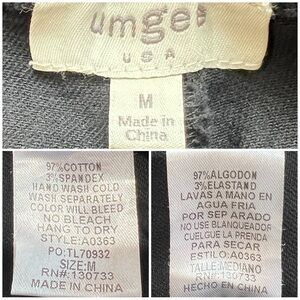 umgee
U S A
M
Made in
China
97%COTTON
3%SPANDEX
HAND WASH COLD
WASH SEPARATELY
COLOR WILL BLEED
NO BLEACH
HANG TO DRY
STYLE:A0363
PO:TL70932
SIZE:M
RN#:130733
MADE IN CHINA
97%ALGODON
3%ELASTAND
LAVAS A MANO EN
AGUA FRIA
POR SEP ARADO
NO USE BLANQUEADOR
CUELGUE LA PRENDA
PARA SECAR
ESTILO:A0363
TALLE:MEDIANO
RN#:130733
HECHO EN CHINA